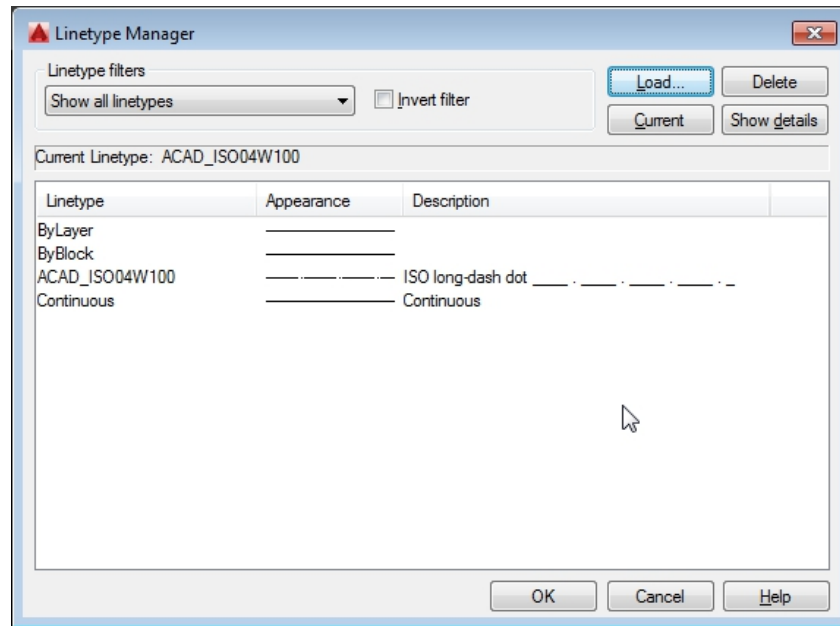 Linetype Manager
Linetype filters
Show all linetypes
Invert filter
Load...
Delete
Current
Show details
Current Linetype: ACAD_ISO04W100
Linetype Appearance Description
ByLayer
ByBlock
ACAD_ISO04W100 ISO long-dash dot ____ . ____ . ____ . ____ . _
Continuous Continuous
OK Cancel Help